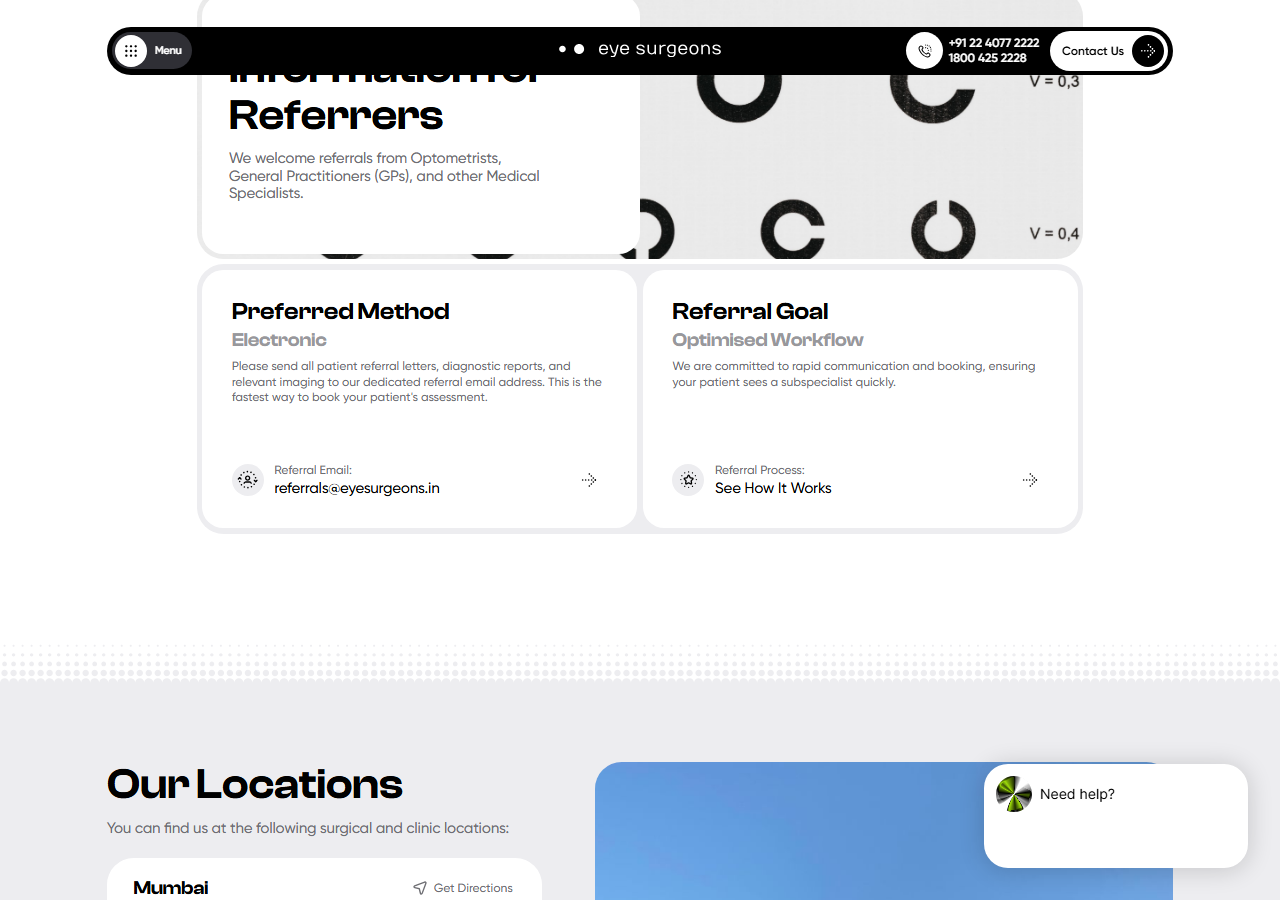 Menu
eye surgeons
+91 22 4077 2222
1800 425 2228
Contact Us
Information for
Referrers
We welcome referrals from Optometrists,
General Practitioners (GPs), and other Medical
Specialists.
V = 0,3
V = 0,4
Preferred Method
Electronic
Please send all patient referral letters, diagnostic reports, and
relevant imaging to our dedicated referral email address. This is the
fastest way to book your patient's assessment.
Referral Email:
referrals@eyesurgeons.in
Referral Goal
Optimised Workflow
We are committed to rapid communication and booking, ensuring
your patient sees a subspecialist quickly.
Referral Process:
See How It Works
Our Locations
You can find us at the following surgical and clinic locations:
Mumbai
Get Directions
Need help?